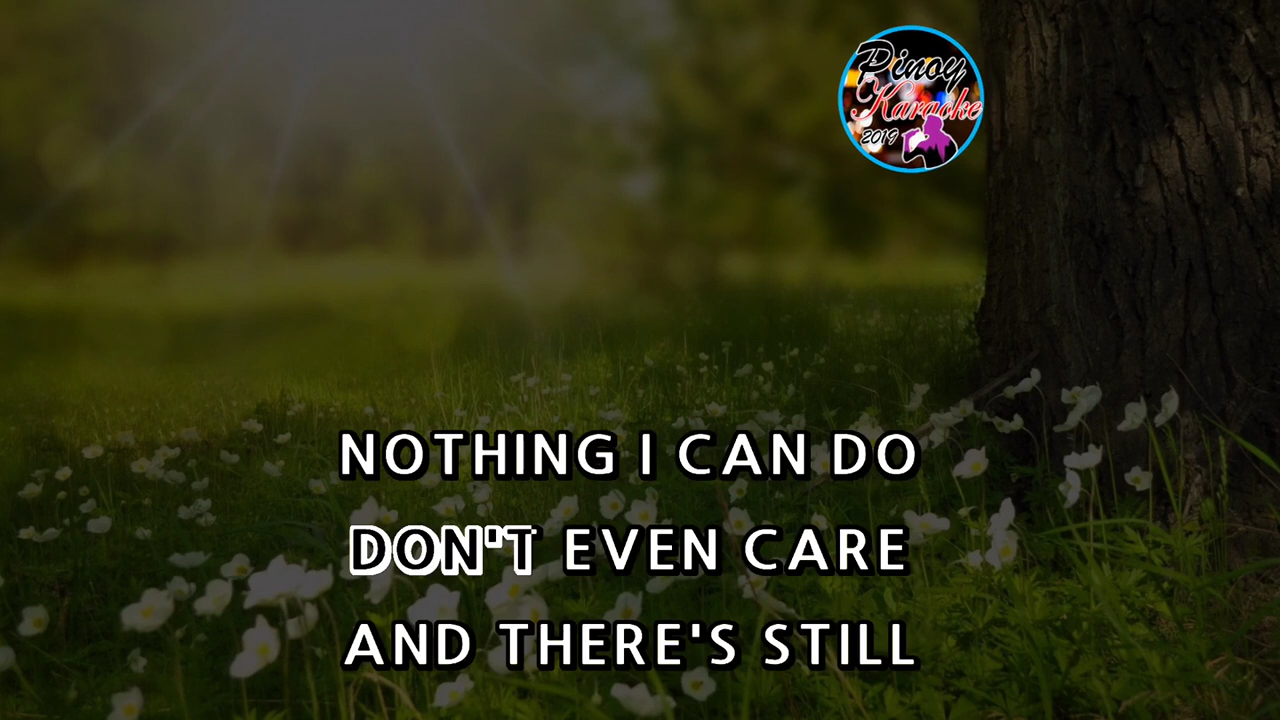 Pinoy
Karaoke
2019
NOTHING I CAN DO
DON'T EVEN CARE
AND THERE'S STILL